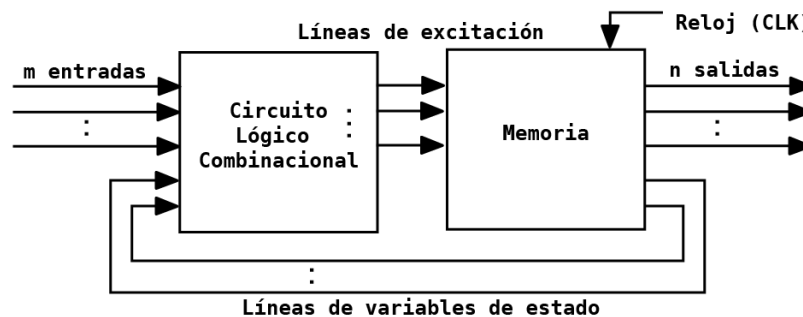 Líneas de excitación
Reloj (CLK)
m entradas
n salidas
Circuito
Lógico
Combinacional
Memoria
Líneas de variables de estado